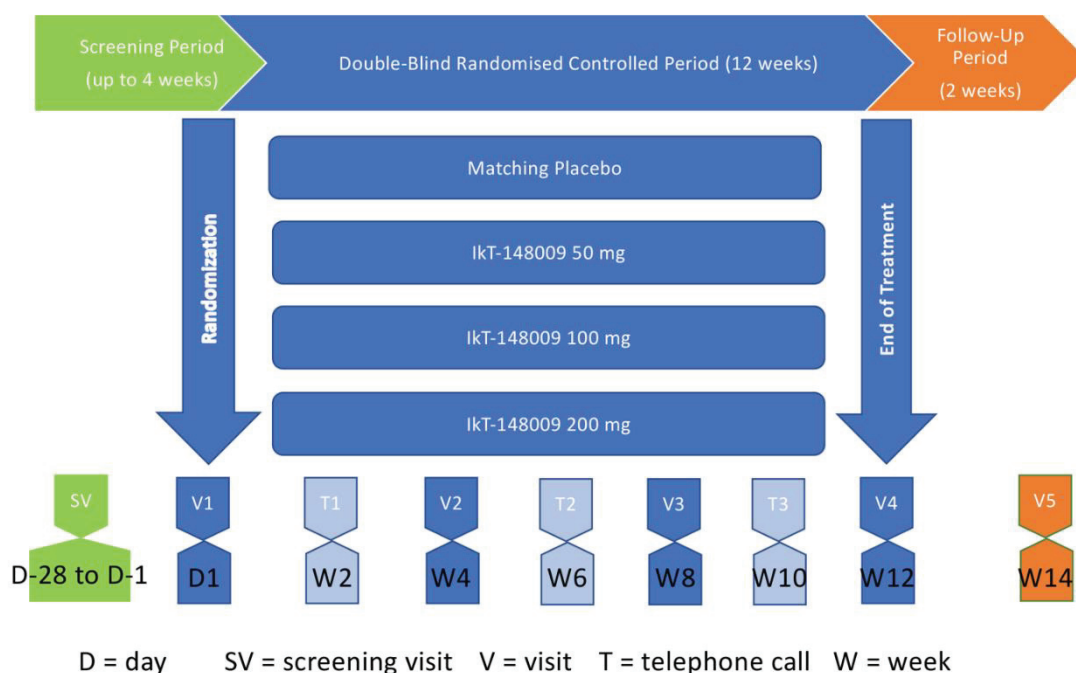 Screening Period
(up to 4 weeks)
Double-Blind Randomised Controlled Period (12 weeks)
Follow-Up
Period
(2 weeks)
Randomization
Matching Placebo
IkT-148009 50 mg
IkT-148009 100 mg
IkT-148009 200 mg
End of Treatment
SV V1 T1 V2 T2 V3 T3 V4 V5
D-28 to D-1 D1 W2 W4 W6 W8 W10 W12 W14
D = day SV = screening visit V = visit T = telephone call W = week